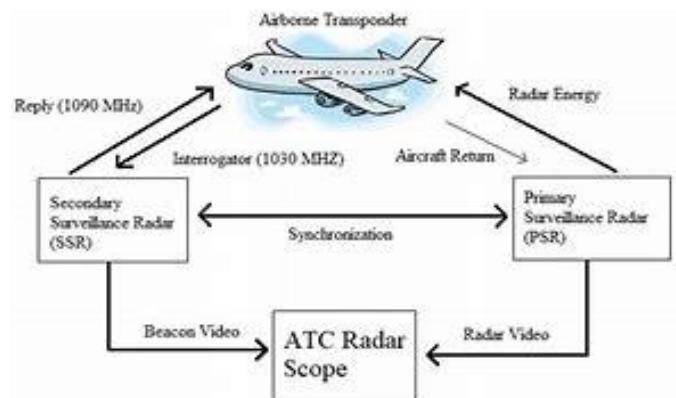 Airborne Transponder
Reply (1090 MHz)
Radar Energy
Interrogator (1030 MHZ)
Aircraft Return
Secondary
Surveillance Radar
(SSR)
Primary
Surveillance Radar
(PSR)
Synchronization
Beacon Video
Radar Video
ATC Radar
Scope